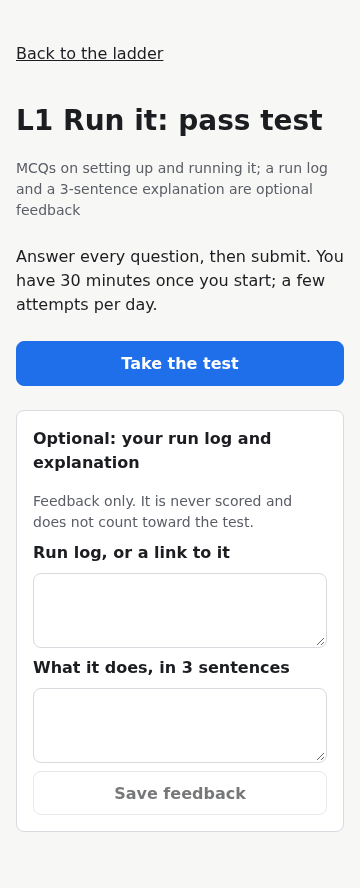 Back to the ladder
L1 Run it: pass test
MCQs on setting up and running it; a run log
and a 3-sentence explanation are optional
feedback
Answer every question, then submit. You
have 30 minutes once you start; a few
attempts per day.
Take the test
Optional: your run log and
explanation
Feedback only. It is never scored and
does not count toward the test.
Run log, or a link to it
What it does, in 3 sentences
Save feedback